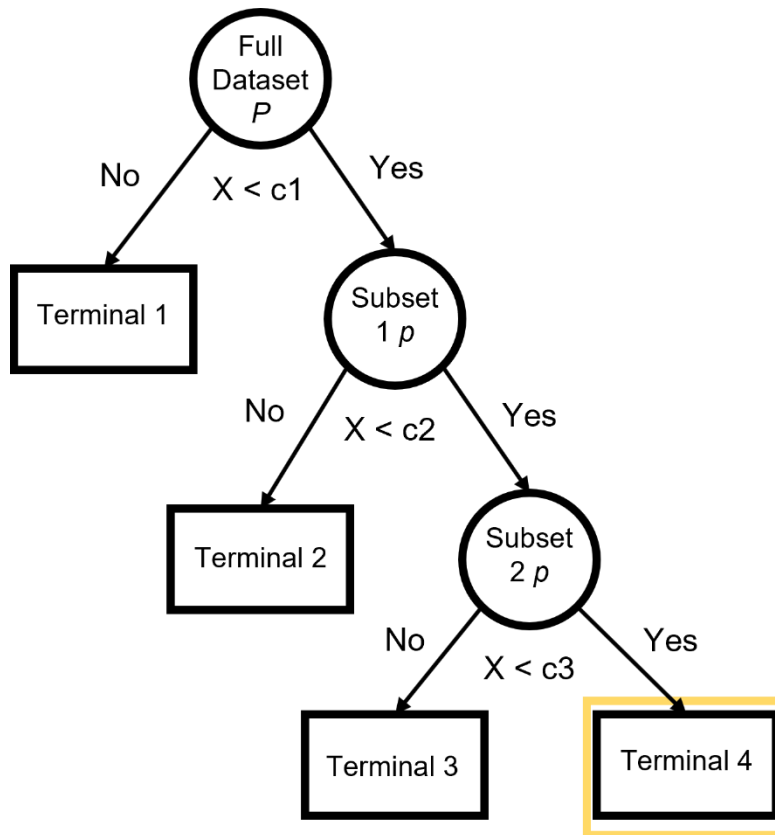 Full
Dataset
P
No
X < c1
Yes
Terminal 1
Subset
1 p
No
X < c2
Yes
Terminal 2
Subset
2 p
No
X < c3
Yes
Terminal 3
Terminal 4